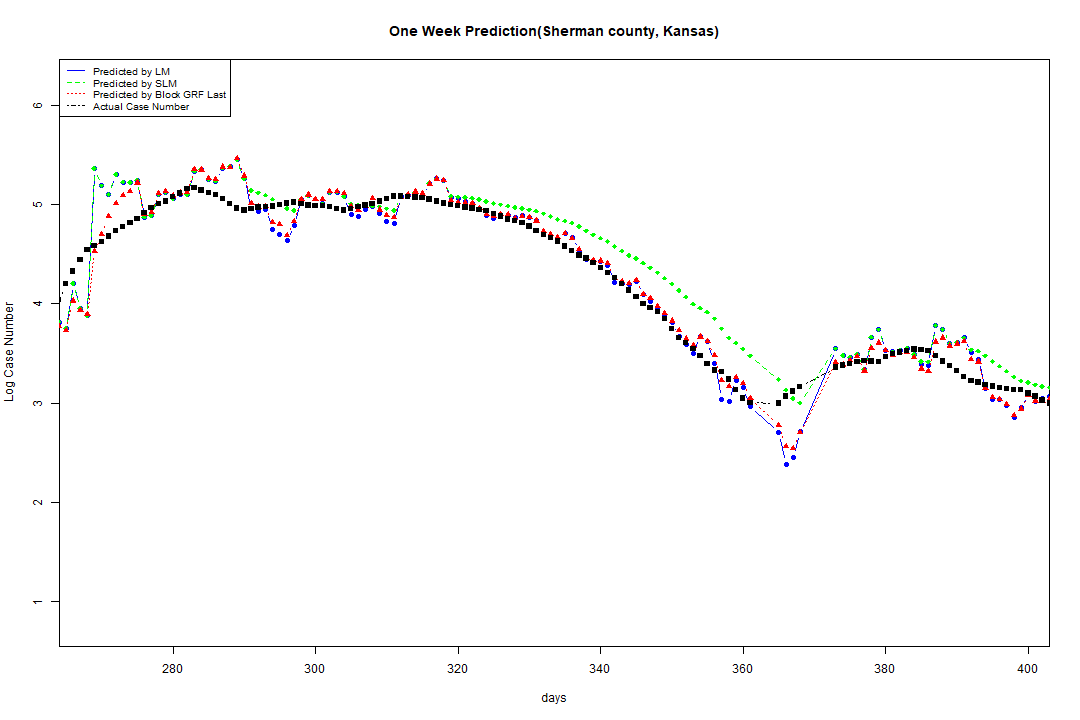 One Week Prediction(Sherman county, Kansas)
Predicted by LM
Predicted by SLM
Predicted by Block GRF Last
Actual Case Number
6
5
4
3
2
1
Log Case Number
280 300 320 340 360 380 400
days